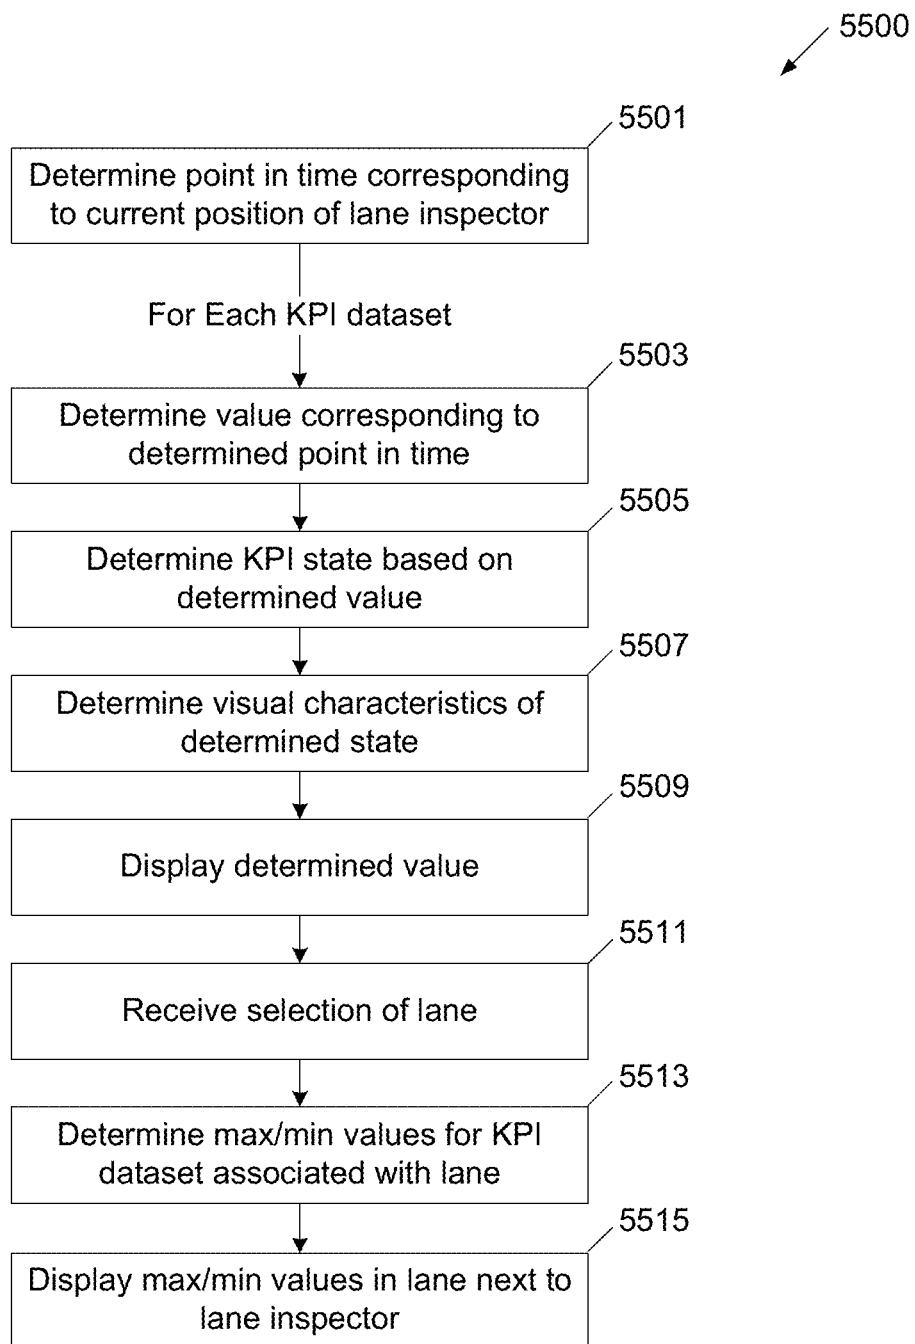 5500
5501
Determine point in time corresponding
to current position of lane inspector
For Each KPI dataset
5503
Determine value corresponding to
determined point in time
5505
Determine KPI state based on
determined value
5507
Determine visual characteristics of
determined state
5509
Display determined value
5511
Receive selection of lane
5513
Determine max/min values for KPI
dataset associated with lane
5515
Display max/min values in lane next to
lane inspector